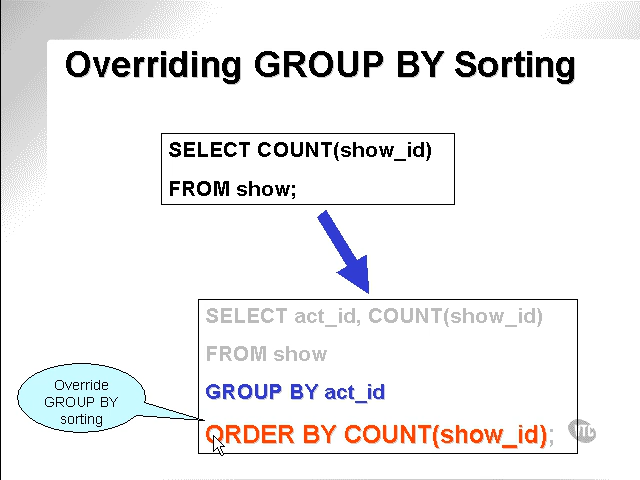 Overriding GROUP BY Sorting
SELECT COUNT(show_id)
FROM show;
SELECT act_id, COUNT(show_id)
FROM show
GROUP BY act_id
Override
GROUP BY
sorting
ORDER BY COUNT(show_id);
VTC